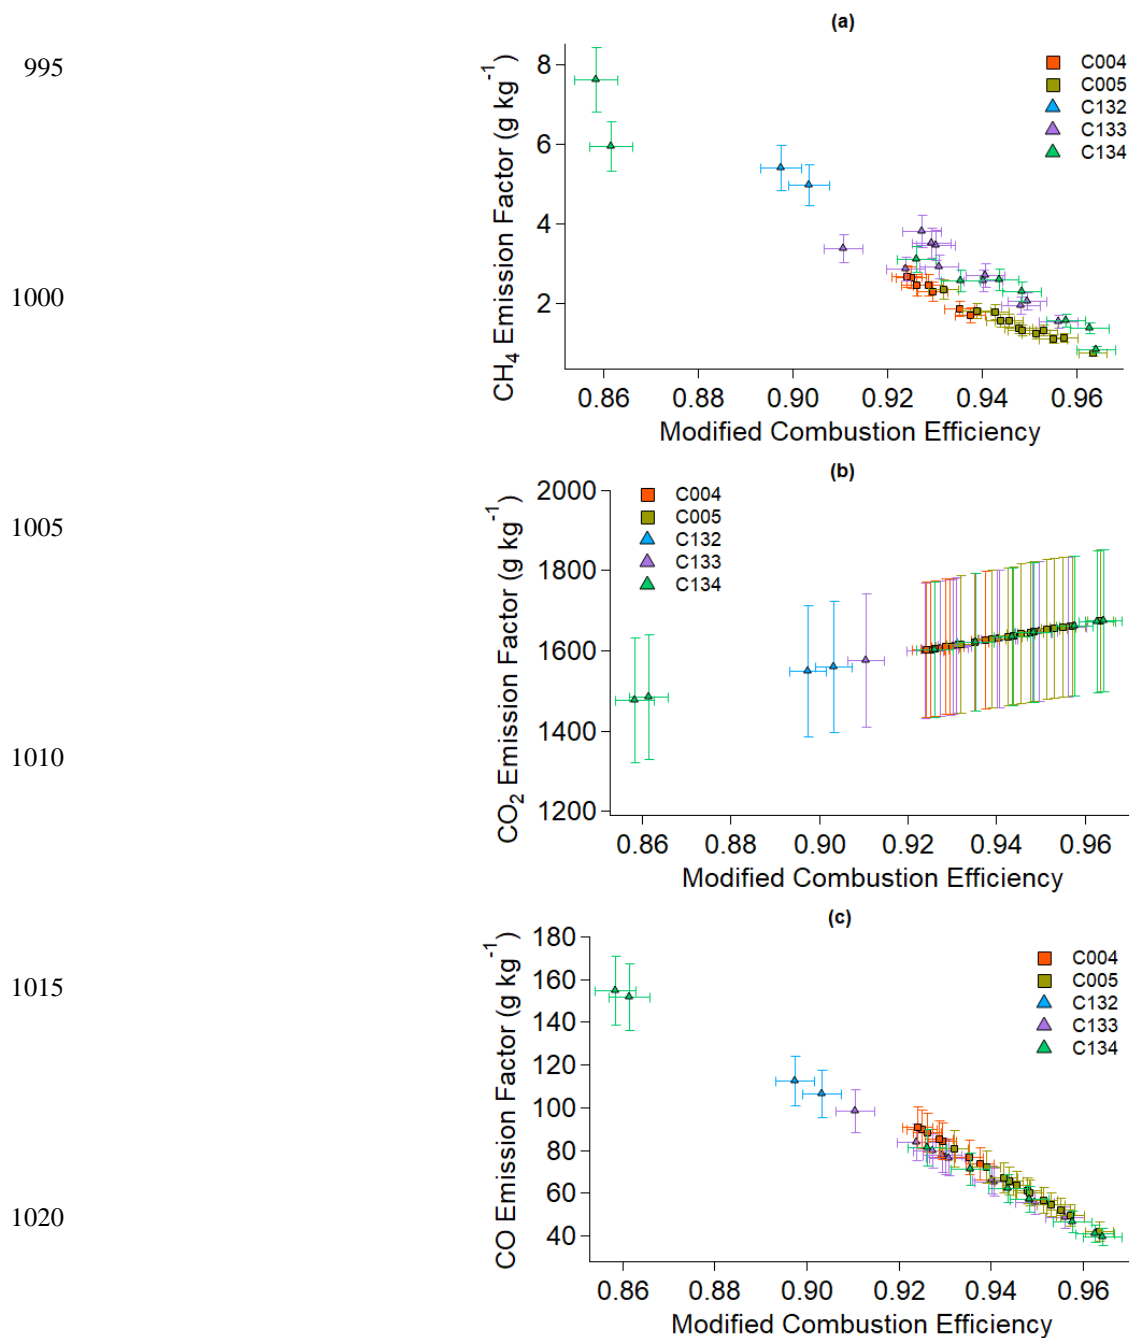 (a)
995
1000
1005
1010
1015
1020
CH4 Emission Factor (g kg-1)
8
6
4
2
C004
C005
C132
C133
C134
0.86 0.88 0.90 0.92 0.94 0.96
Modified Combustion Efficiency
(b)
CO2 Emission Factor (g kg-1)
2000
1800
1600
1400
1200
C004
C005
C132
C133
C134
0.86 0.88 0.90 0.92 0.94 0.96
Modified Combustion Efficiency
(c)
CO Emission Factor (g kg-1)
180
160
140
120
100
80
60
40
C004
C005
C132
C133
C134
0.86 0.88 0.90 0.92 0.94 0.96
Modified Combustion Efficiency